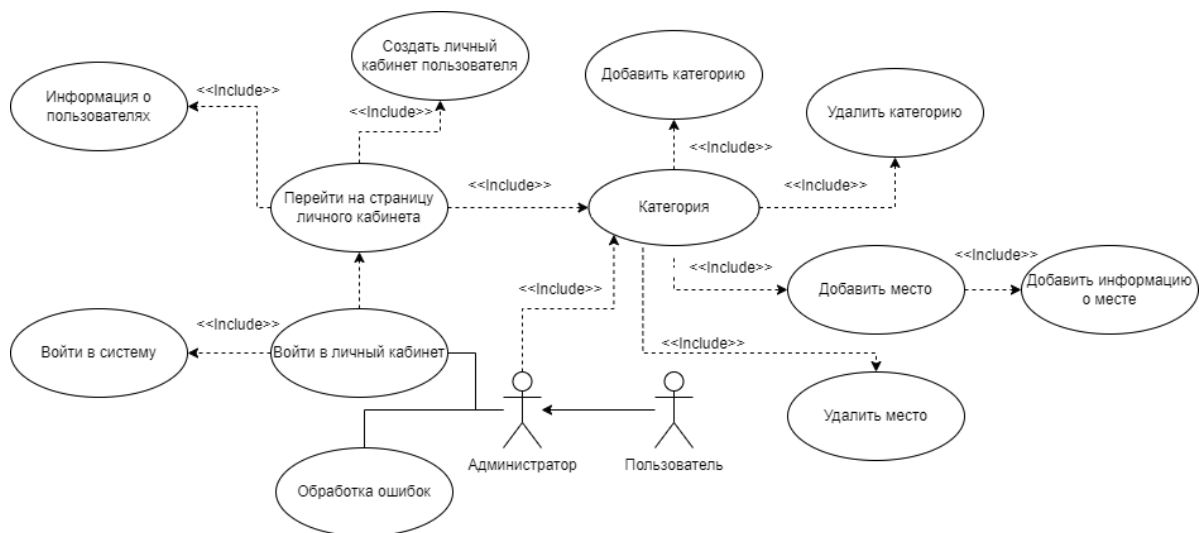 Создать личный
кабинет пользователя
Добавить категорию
Информация о
пользователях
<<Include>>
<<Include>>
Удалить категорию
<<Include>>
Перейти на страницу
личного кабинета
<<Include>>
Категория
<<Include>>
<<Include>>
Добавить место
<<Include>>
Добавить информацию
о месте
<<Include>>
Войти в систему
<<Include>>
Войти в личный кабинет
<<Include>>
Удалить место
Администратор
Пользователь
Обработка ошибок